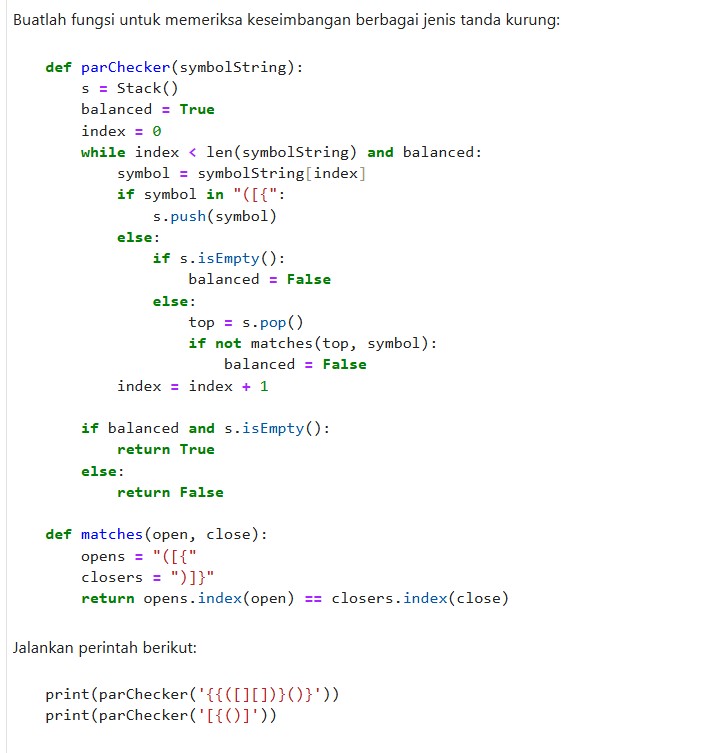 Buatlah fungsi untuk memeriksa keseimbangan berbagai jenis tanda kurung:
def parChecker(symbolString):
    s = Stack()
    balanced = True
    index = 0
    while index < len(symbolString) and balanced:
        symbol = symbolString[index]
        if symbol in "([{":
            s.push(symbol)
        else:
            if s.isEmpty():
                balanced = False
            else:
                top = s.pop()
                if not matches(top, symbol):
                    balanced = False
        index = index + 1
    if balanced and s.isEmpty():
        return True
    else:
        return False
def matches(open, close):
    opens = "([{"
    closers = ")]}"
    return opens.index(open) == closers.index(close)
Jalankan perintah berikut:
print(parChecker('{{([][])}()}'))
print(parChecker('[{()]'))